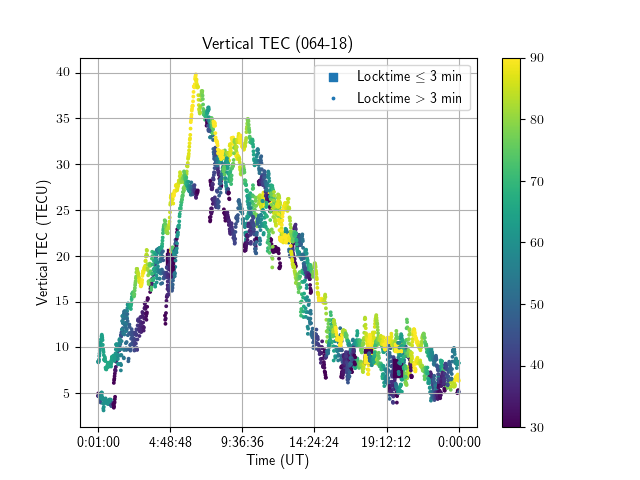 Vertical TEC (064-18)
Locktime ≤ 3 min
Locktime > 3 min
Vertical TEC (TECU)
40
35
30
25
20
15
10
5
0:01:00 4:48:48 9:36:36 14:24:24 19:12:12 0:00:00
Time (UT)
90
80
70
60
50
40
30